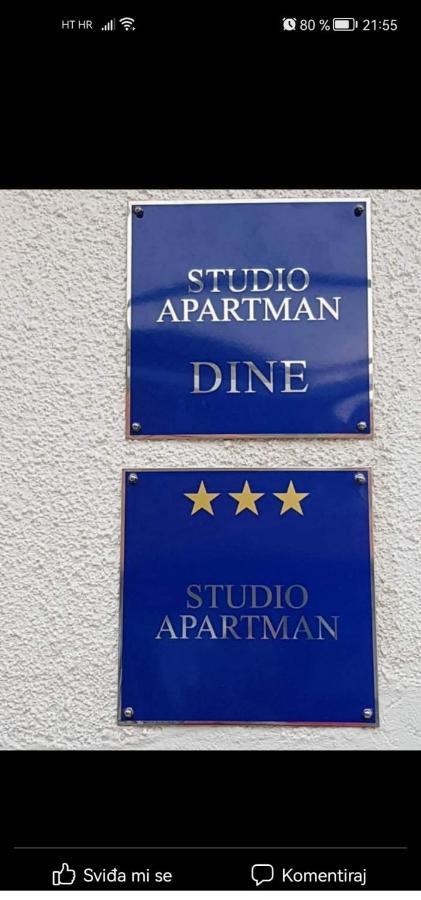 HT HR 80 % 21:55
STUDIO
APARTMAN
DINE
STUDIO
APARTMAN
Sviđa mi se Komentiraj